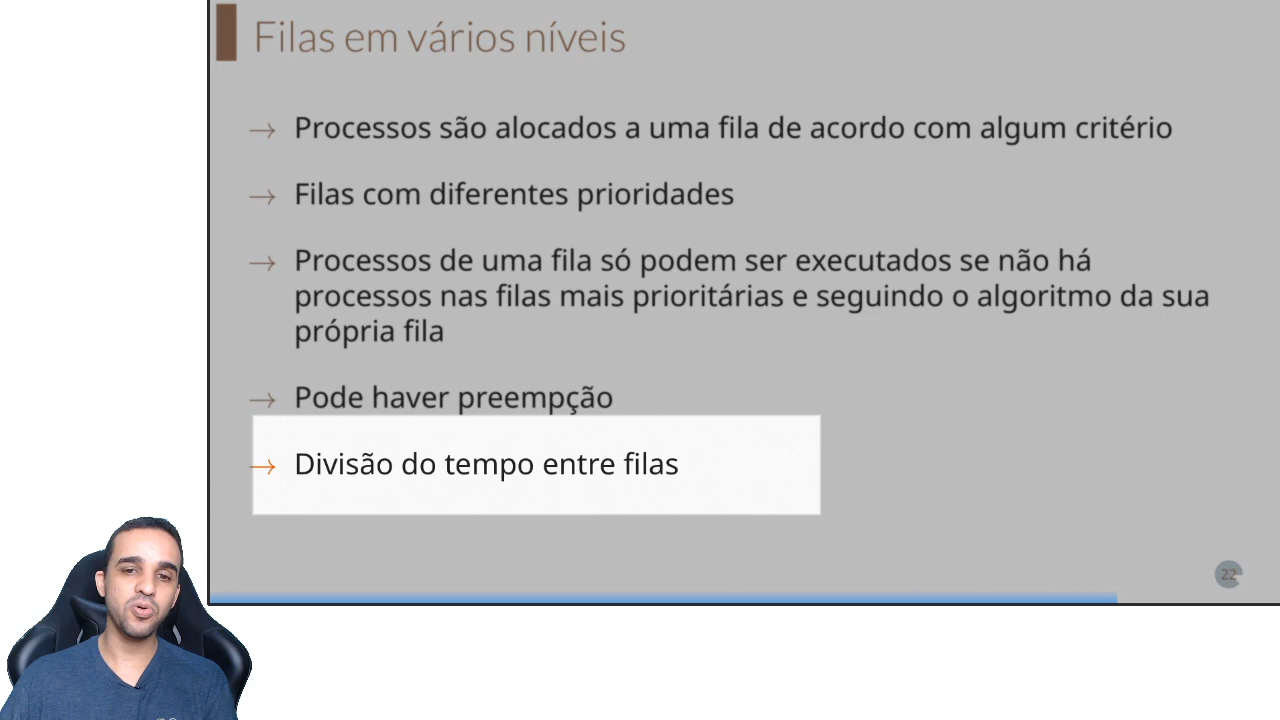 Filas em vários níveis
→ Processos são alocados a uma fila de acordo com algum critério
→ Filas com diferentes prioridades
→ Processos de uma fila só podem ser executados se não há
processos nas filas mais prioritárias e seguindo o algoritmo da sua
própria fila
→ Pode haver preempção
→ Divisão do tempo entre filas
22